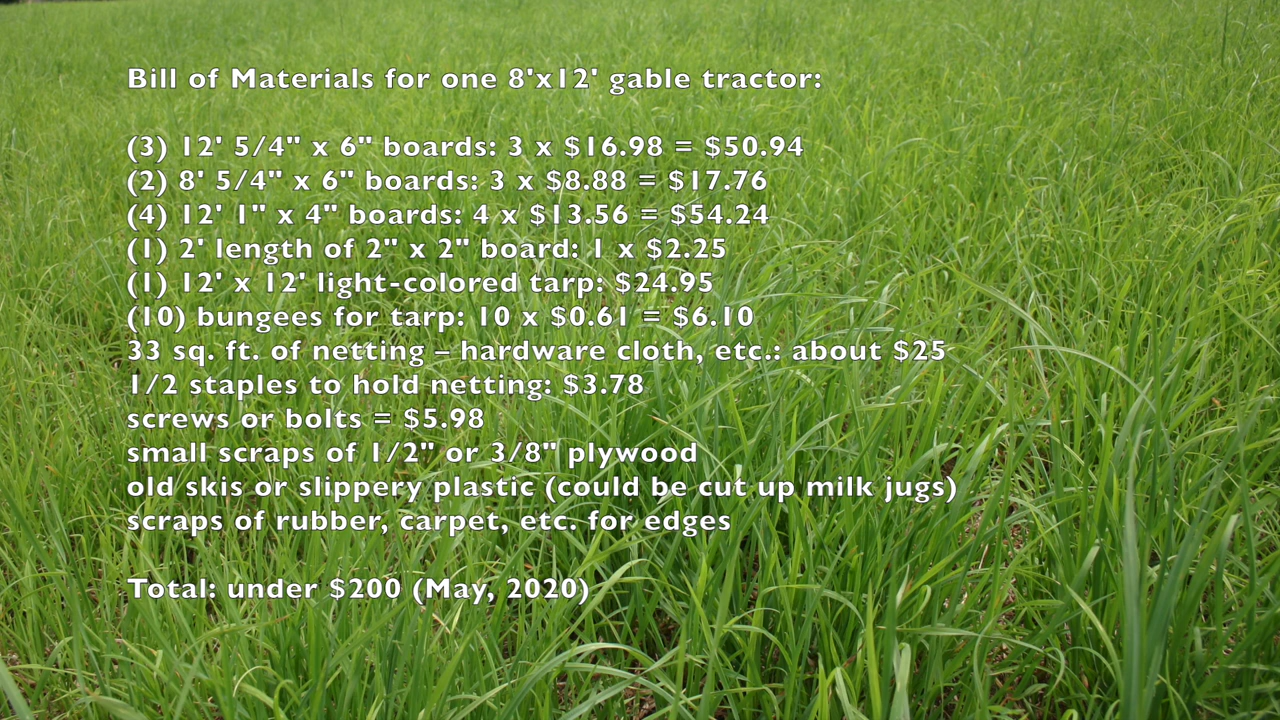 Bill of Materials for one 8'x12' gable tractor:
(3) 12' 5/4" x 6" boards: 3 x $16.98 = $50.94
(2) 8' 5/4" x 6" boards: 3 x $8.88 = $17.76
(4) 12' 1" x 4" boards: 4 x $13.56 = $54.24
(1) 2' length of 2" x 2" board: 1 x $2.25
(1) 12' x 12' light-colored tarp: $24.95
(10) bungees for tarp: 10 x $0.61 = $6.10
33 sq. ft. of netting – hardware cloth, etc.: about $25
1/2 staples to hold netting: $3.78
screws or bolts = $5.98
small scraps of 1/2" or 3/8" plywood
old skis or slippery plastic (could be cut up milk jugs)
scraps of rubber, carpet, etc. for edges
Total: under $200 (May, 2020)